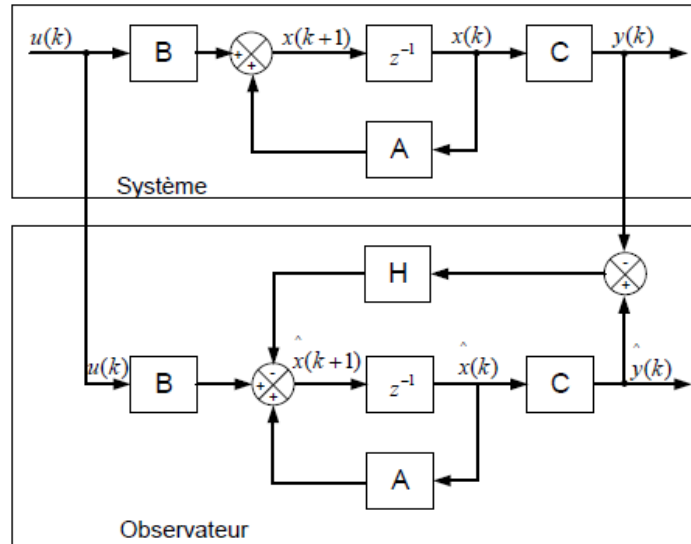 u(k)
B
+
+
x(k+1)
z⁻¹
x(k)
C
y(k)
A
Système
H
-
+
u(k)
B
-
+
+
x̂(k+1)
z⁻¹
x̂(k)
C
ŷ(k)
A
Observateur